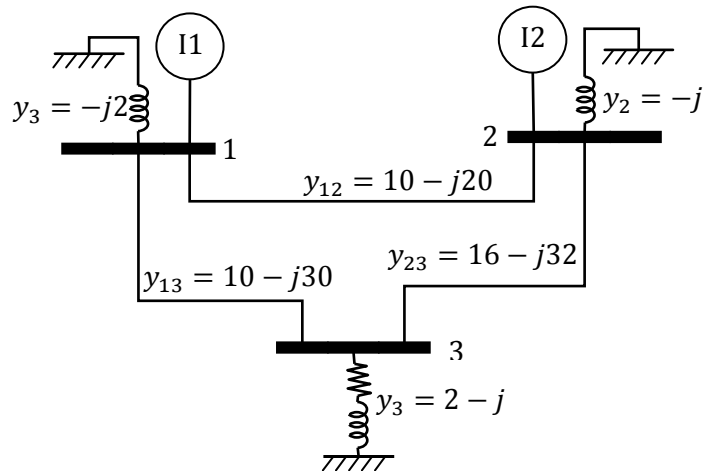 I1
I2
y₃ = −j2
y₂ = −j
1
2
y₁₂ = 10 − j20
y₁₃ = 10 − j30
y₂₃ = 16 − j32
3
y₃ = 2 − j